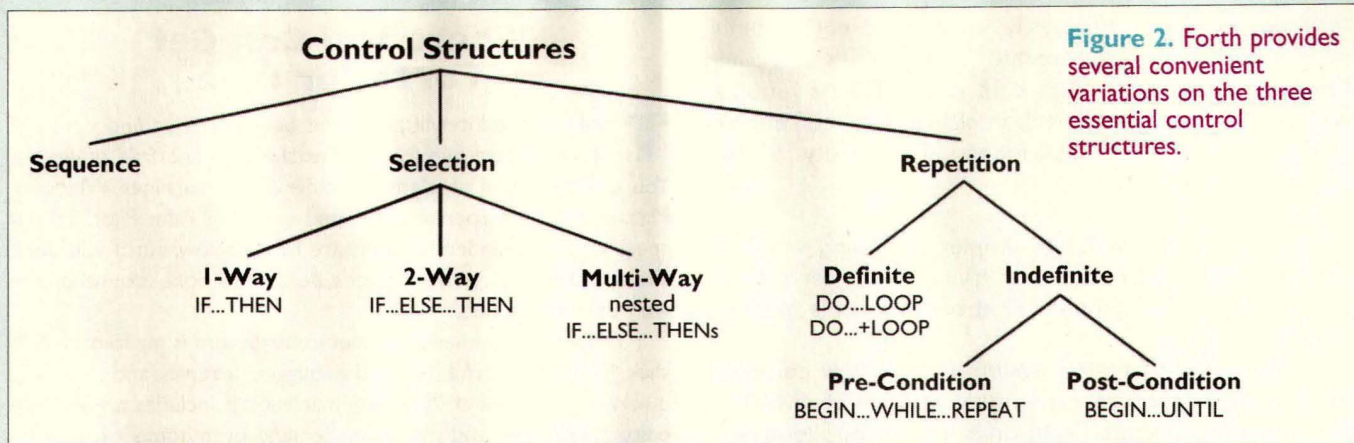 Control Structures
Figure 2. Forth provides
several convenient
variations on the three
essential control
structures.
Sequence
Selection
Repetition
1-Way
IF...THEN
2-Way
IF...ELSE...THEN
Multi-Way
nested
IF...ELSE...THENs
Definite
DO...LOOP
DO...+LOOP
Indefinite
Pre-Condition
BEGIN...WHILE...REPEAT
Post-Condition
BEGIN...UNTIL